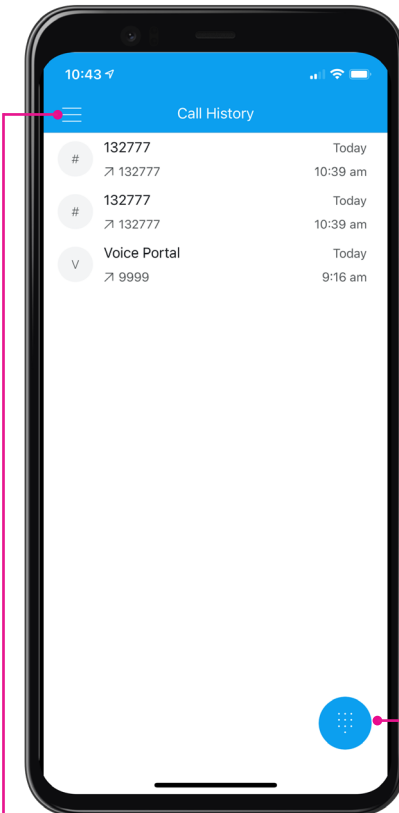 10:43
Call History
# 132777 Today
132777 10:39 am
# 132777 Today
132777 10:39 am
V Voice Portal Today
9999 9:16 am